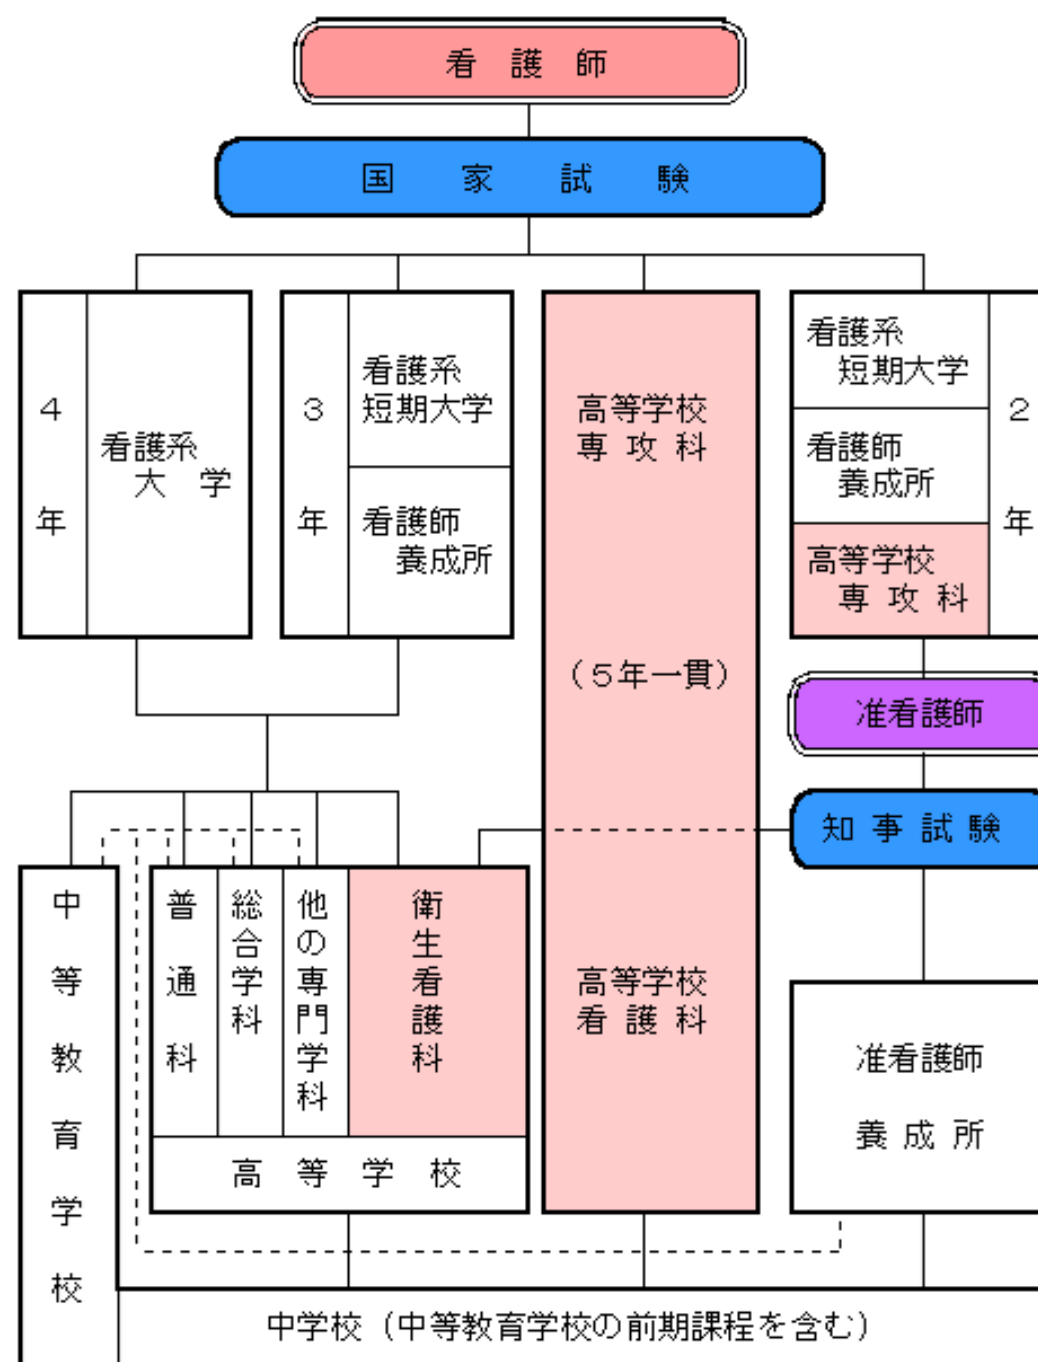 看護師
国家試験
4年
看護系
大学
3年
看護系
短期大学
看護師
養成所
高等学校
専攻科
(5年一貫)
高等学校
看護科
看護系
短期大学
看護師
養成所
高等学校
専攻科
2年
准看護師
知事試験
准看護師
養成所
中等教育学校
普通科
総合学科
他の専門学科
衛生看護科
高等学校
中学校(中等教育学校の前期課程を含む)